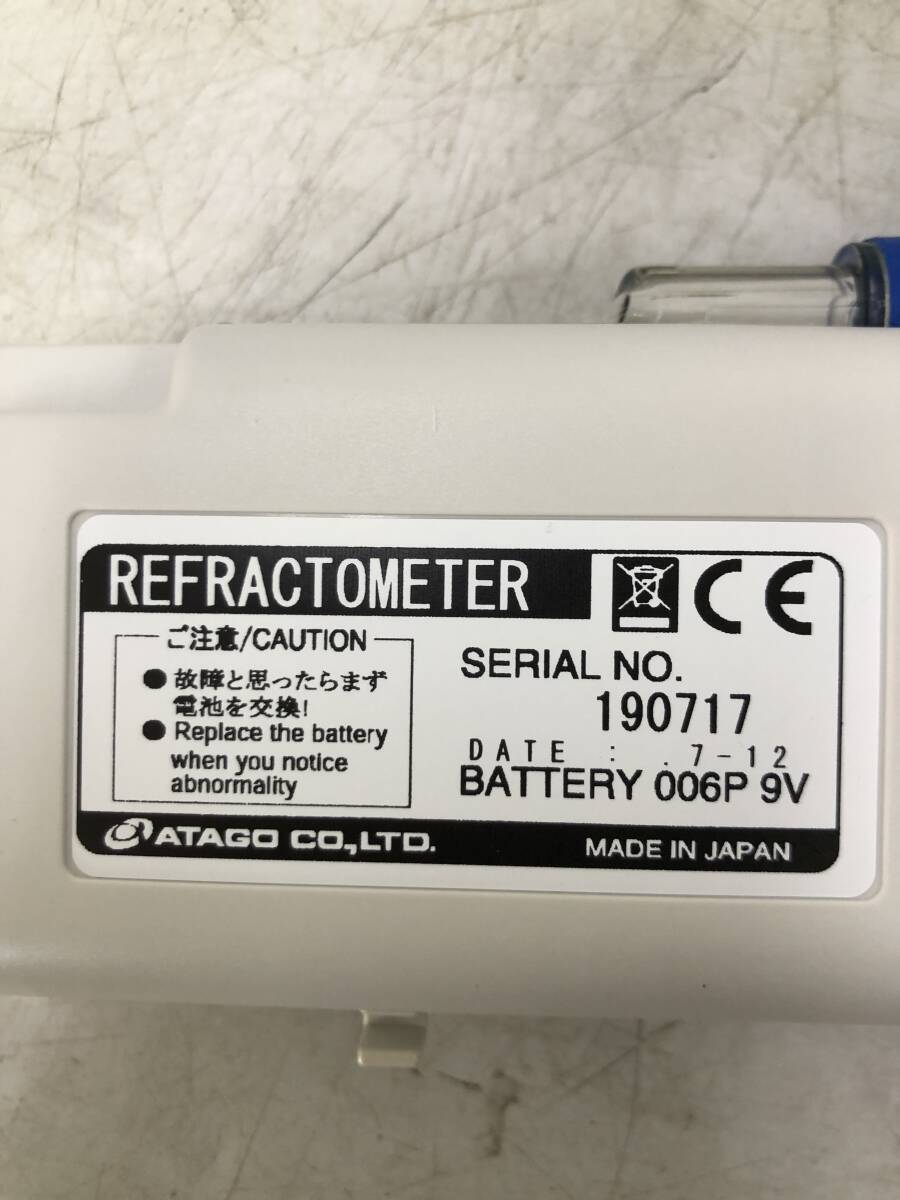 REFRACTOMETER
CE
ご注意/CAUTION
● 故障と思ったらまず
電池を交換!
● Replace the battery
when you notice
abnormality
SERIAL NO.
190717
DATE : .7-12
BATTERY 006P 9V
ATAGO CO.,LTD.
MADE IN JAPAN